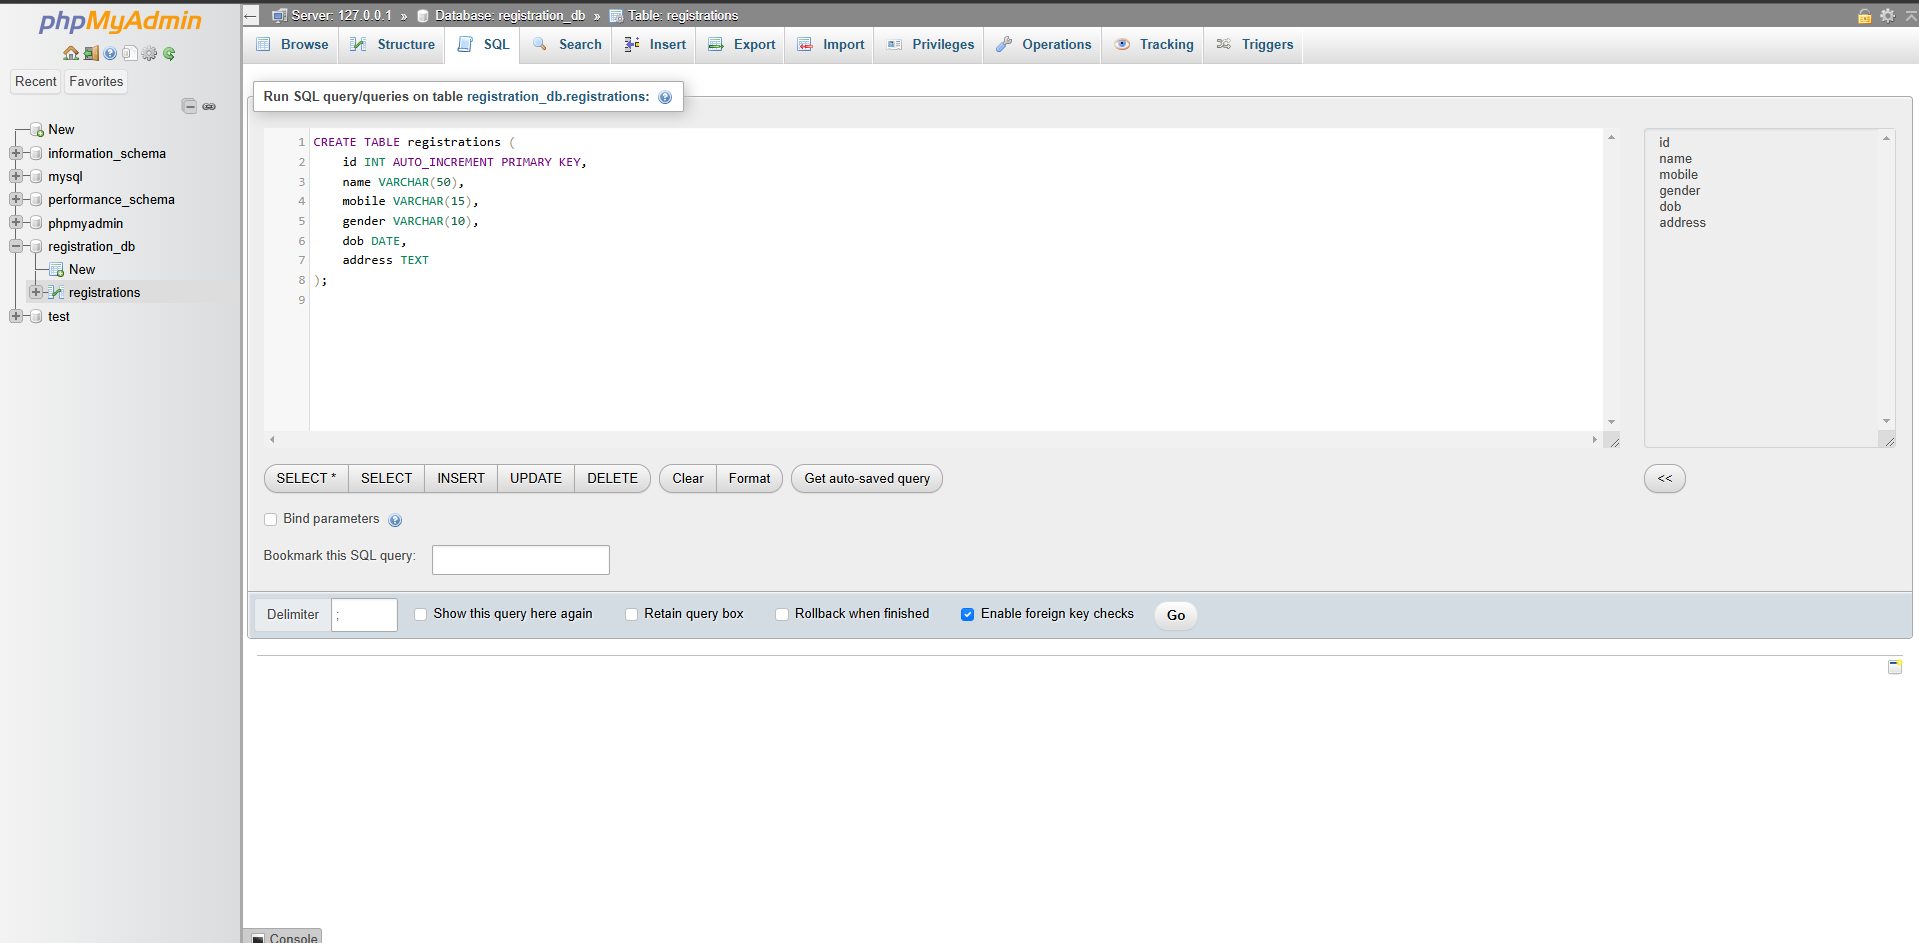 phpMyAdmin
Recent Favorites
New
information_schema
mysql
performance_schema
phpmyadmin
registration_db
New
registrations
test
Server: 127.0.0.1 » Database: registration_db » Table: registrations
Browse Structure SQL Search Insert Export Import Privileges Operations Tracking Triggers
Run SQL query/queries on table registration_db.registrations:
1 CREATE TABLE registrations (
2 id INT AUTO_INCREMENT PRIMARY KEY,
3 name VARCHAR(50),
4 mobile VARCHAR(15),
5 gender VARCHAR(10),
6 dob DATE,
7 address TEXT
8 );
9
id
name
mobile
gender
dob
address
SELECT * SELECT INSERT UPDATE DELETE Clear Format Get auto-saved query <<
Bind parameters
Bookmark this SQL query:
Delimiter ; Show this query here again Retain query box Rollback when finished Enable foreign key checks Go
Console